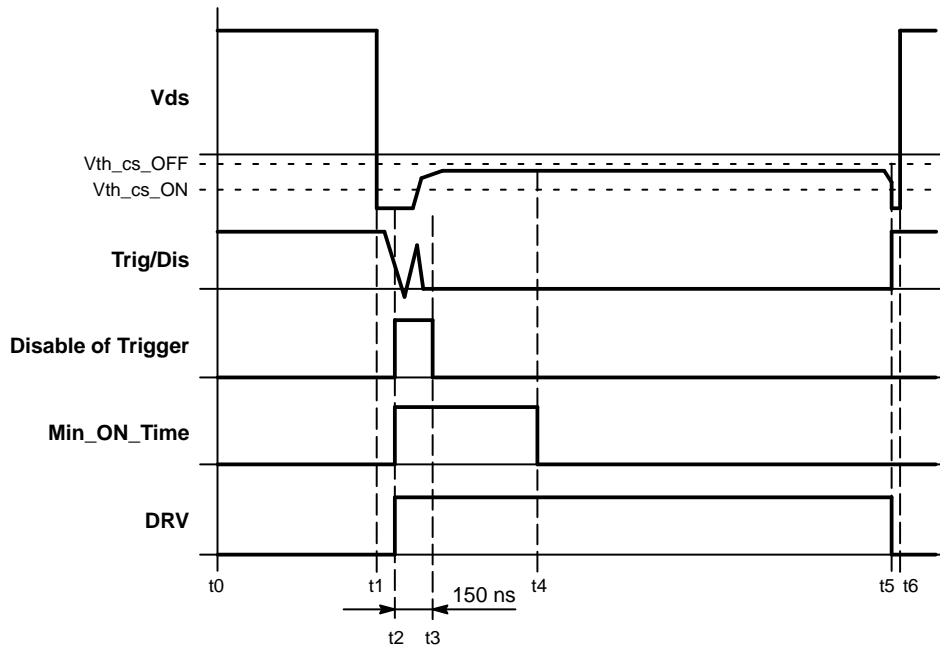 Vds
Vth_cs_OFF
Vth_cs_ON
Trig/Dis
Disable of Trigger
Min_ON_Time
DRV
t0
t1
t4
t5
t6
150 ns
t2
t3